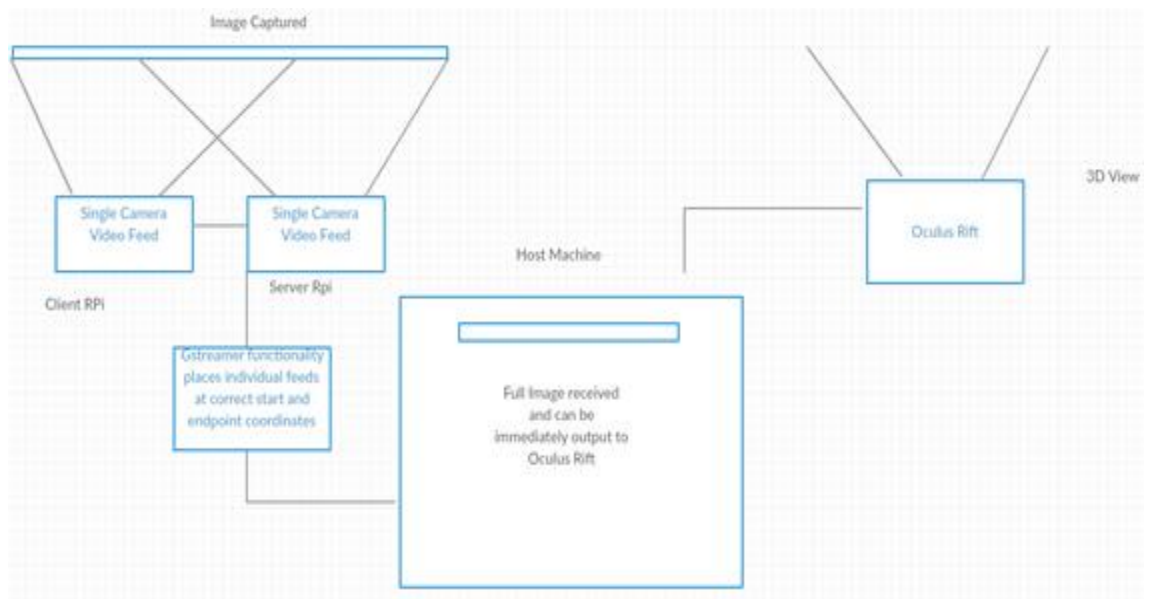 Image Captured
Single Camera
Video Feed
Single Camera
Video Feed
Client RPi
Server Rpi
Gstreamer functionality
places individual feeds
at correct start and
endpoint coordinates
Host Machine
Full Image received
and can be
immediately output to
Oculus Rift
Oculus Rift
3D View